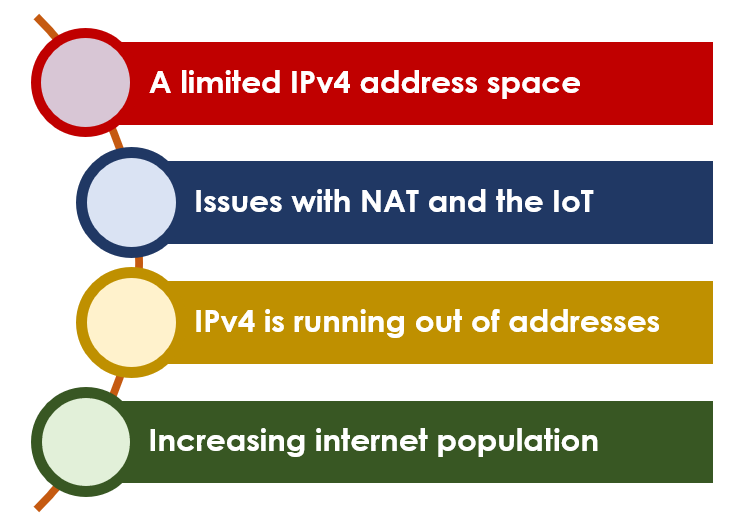 A limited IPv4 address space
Issues with NAT and the IoT
IPv4 is running out of addresses
Increasing internet population